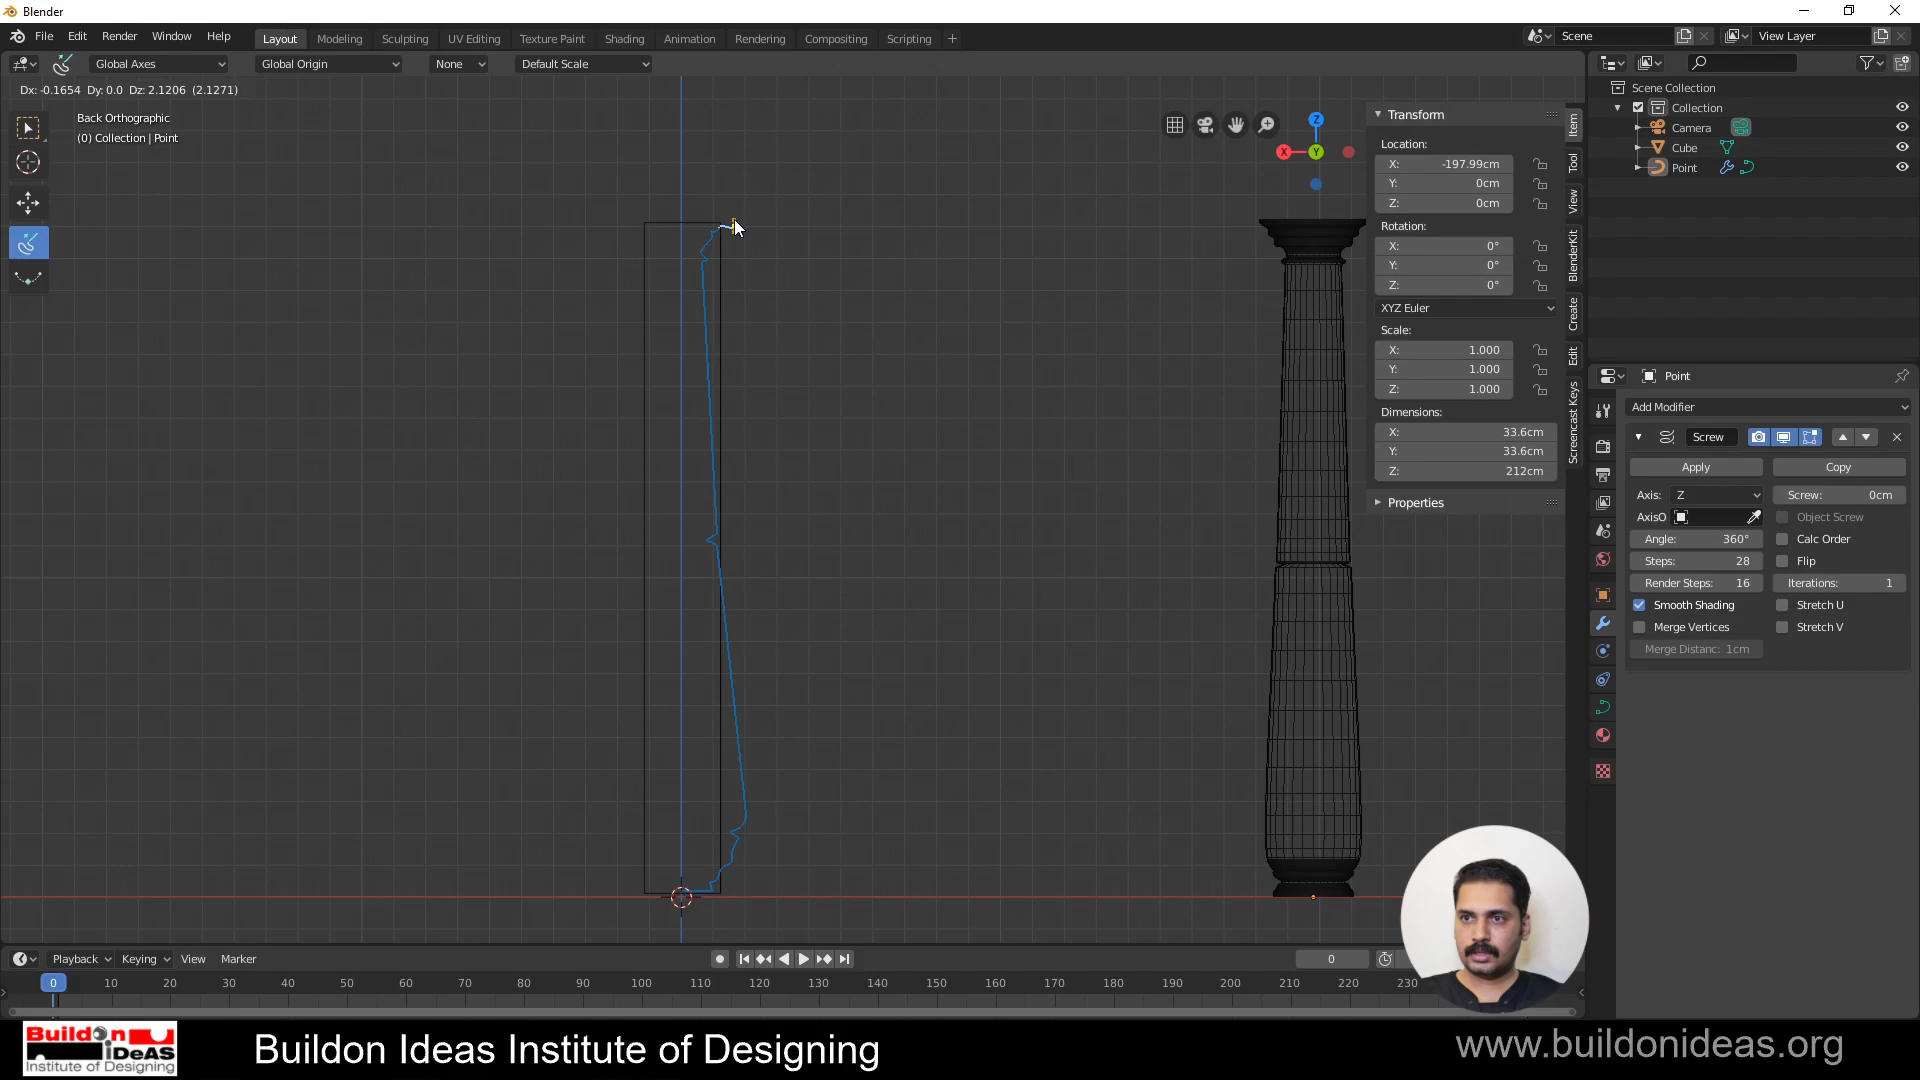 Blender
File Edit Render Window Help
Layout Modeling Sculpting UV Editing Texture Paint Shading Animation Rendering Compositing Scripting +
Scene
View Layer
Global Axes Global Origin None Default Scale
Dx: -0.1654 Dy: 0.0 Dz: 2.1206 (2.1271)
Back Orthographic
(0) Collection | Point
Z
X
Y
Transform
Location:
X: -197.99cm
Y: 0cm
Z: 0cm
Rotation:
X: 0°
Y: 0°
Z: 0°
XYZ Euler
Scale:
X: 1.000
Y: 1.000
Z: 1.000
Dimensions:
X: 33.6cm
Y: 33.6cm
Z: 212cm
Properties
Item
Tool
View
BlenderKit
Create
Edit
Screencast Keys
Scene Collection
Collection
Camera
Cube
Point
Point
Add Modifier
Screw
Apply Copy
Axis: Z Screw: 0cm
AxisO Object Screw
Angle: 360° Calc Order
Steps: 28 Flip
Render Steps: 16 Iterations: 1
Smooth Shading Stretch U
Merge Vertices Stretch V
Merge Distanc: 1cm
Playback Keying View Marker
0
0 10 20 30 40 50 60 70 80 90 100 110 120 130 140 150 160 170 180 190 200 210 220 230
Buildon
iDeAS
Institute of Designing
Buildon Ideas Institute of Designing
www.buildonideas.org